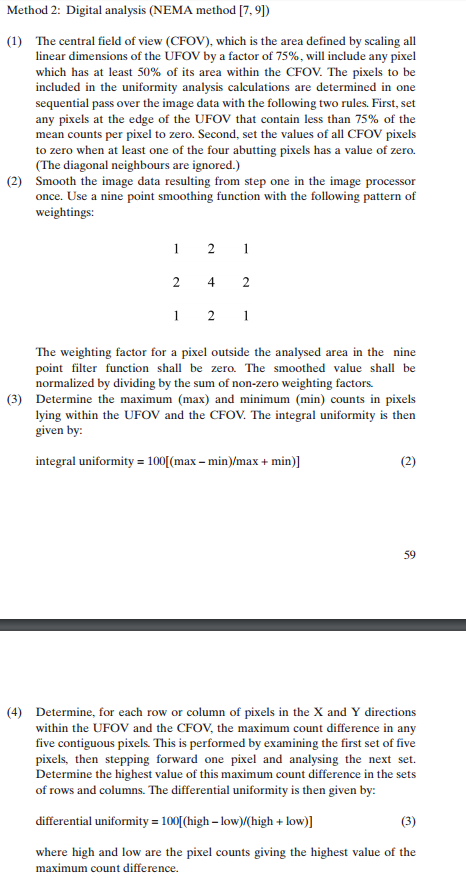 Method 2: Digital analysis (NEMA method [7, 9])
(1) The central field of view (CFOV), which is the area defined by scaling all
linear dimensions of the UFOV by a factor of 75%, will include any pixel
which has at least 50% of its area within the CFOV. The pixels to be
included in the uniformity analysis calculations are determined in one
sequential pass over the image data with the following two rules. First, set
any pixels at the edge of the UFOV that contain less than 75% of the
mean counts per pixel to zero. Second, set the values of all CFOV pixels
to zero when at least one of the four abutting pixels has a value of zero.
(The diagonal neighbours are ignored.)
(2) Smooth the image data resulting from step one in the image processor
once. Use a nine point smoothing function with the following pattern of
weightings:
1 2 1
2 4 2
1 2 1
The weighting factor for a pixel outside the analysed area in the nine
point filter function shall be zero. The smoothed value shall be
normalized by dividing by the sum of non-zero weighting factors.
(3) Determine the maximum (max) and minimum (min) counts in pixels
lying within the UFOV and the CFOV. The integral uniformity is then
given by:
integral uniformity = 100[(max – min)/max + min)] (2)
59
(4) Determine, for each row or column of pixels in the X and Y directions
within the UFOV and the CFOV, the maximum count difference in any
five contiguous pixels. This is performed by examining the first set of five
pixels, then stepping forward one pixel and analysing the next set.
Determine the highest value of this maximum count difference in the sets
of rows and columns. The differential uniformity is then given by:
differential uniformity = 100[(high – low)/(high + low)] (3)
where high and low are the pixel counts giving the highest value of the
maximum count difference.